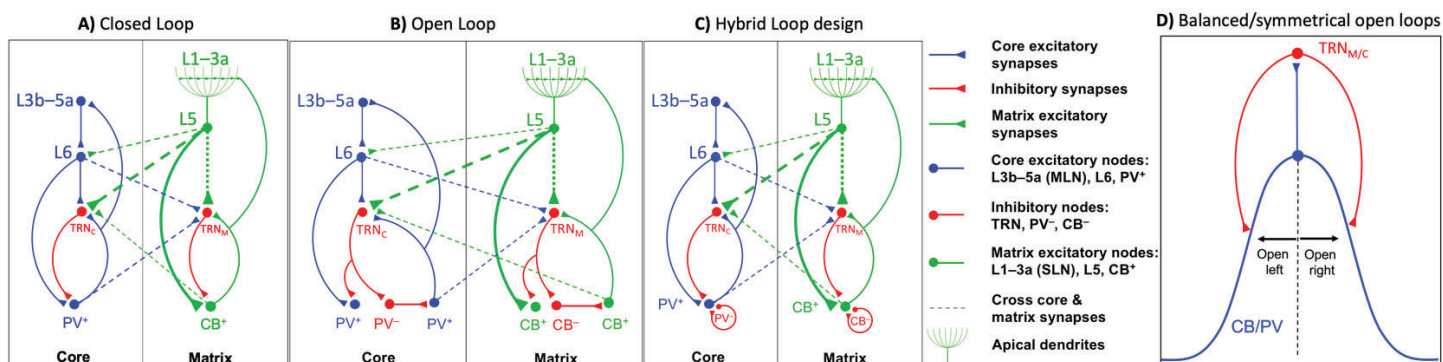 A) Closed Loop
L1–3a
L3b–5a
L5
L6
TRNC
TRNM
PV+
CB+
Core
Matrix
B) Open Loop
L1–3a
L3b–5a
L5
L6
TRNC
TRNM
PV+
PV−
PV+
CB+
CB−
CB+
Core
Matrix
C) Hybrid Loop design
L1–3a
L3b–5a
L5
L6
TRNC
TRNM
PV+
CB+
PV−
CB−
Core
Matrix
Core excitatory
synapses
Inhibitory synapses
Matrix excitatory
synapses
Core excitatory nodes:
L3b–5a (MLN), L6, PV+
Inhibitory nodes:
TRN, PV−, CB−
Matrix excitatory nodes:
L1–3a (SLN), L5, CB+
Cross core &
matrix synapses
Apical dendrites
D) Balanced/symmetrical open loops
TRNM/C
Open
left
Open
right
CB/PV